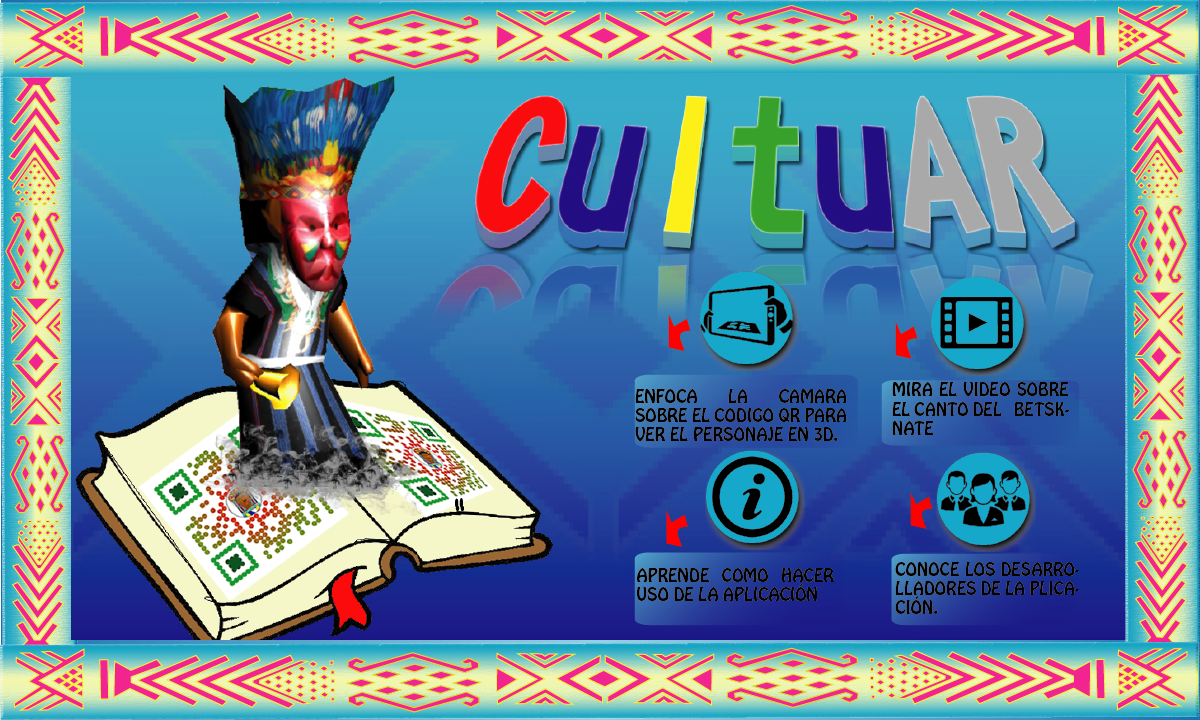 CultuAR
ENFOCA LA CAMARA
SOBRE EL CODIGO QR PARA
VER EL PERSONAJE EN 3D.
MIRA EL VIDEO SOBRE
EL CANTO DEL BETSK-
NATE
i
APRENDE COMO HACER
USO DE LA APLICACIÓN
CONOCE LOS DESARRO-
LLADORES DE LA PLICA-
CIÓN.